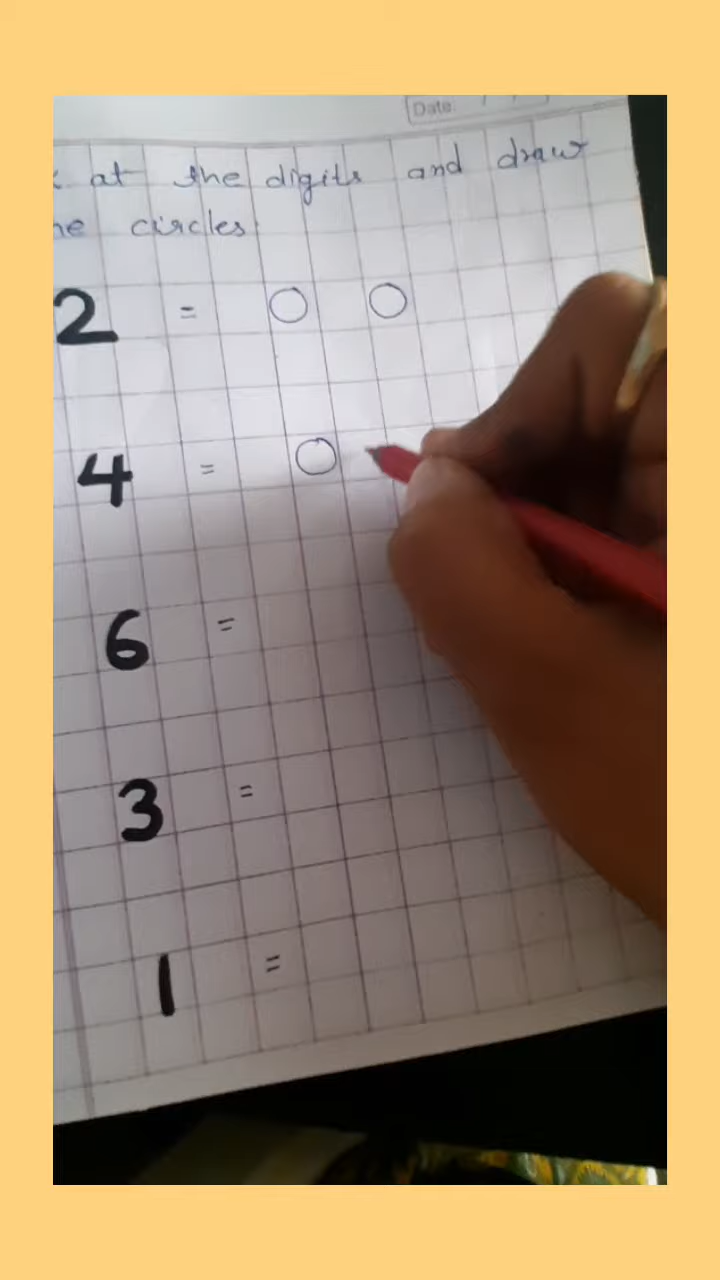 Date:
at the digits and draw
circles
2 = ○ ○
4 = ○
6 =
3 =
1 =